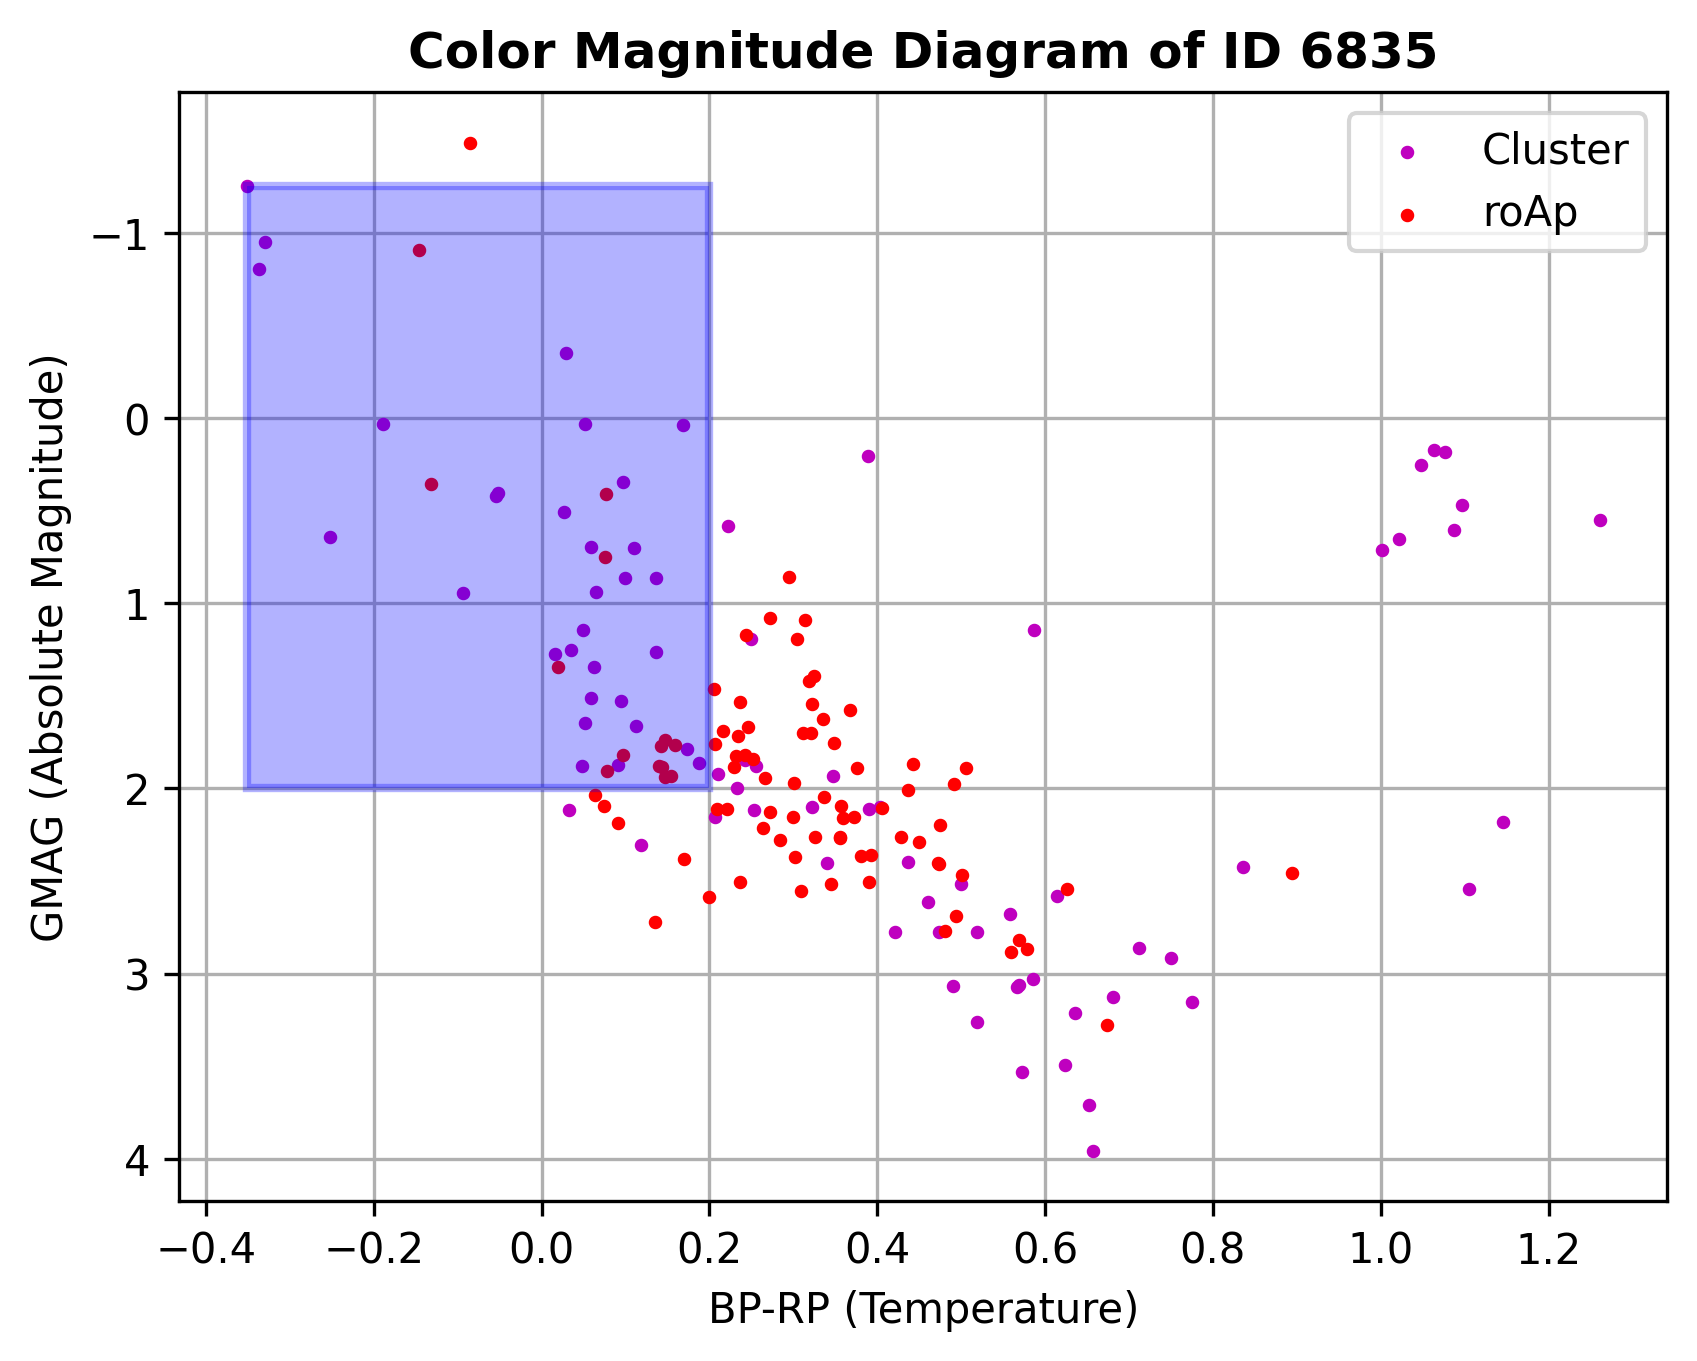 Color Magnitude Diagram of ID 6835
Cluster
roAp
GMAG (Absolute Magnitude)
−1
0
1
2
3
4
−0.4 −0.2 0.0 0.2 0.4 0.6 0.8 1.0 1.2
BP-RP (Temperature)